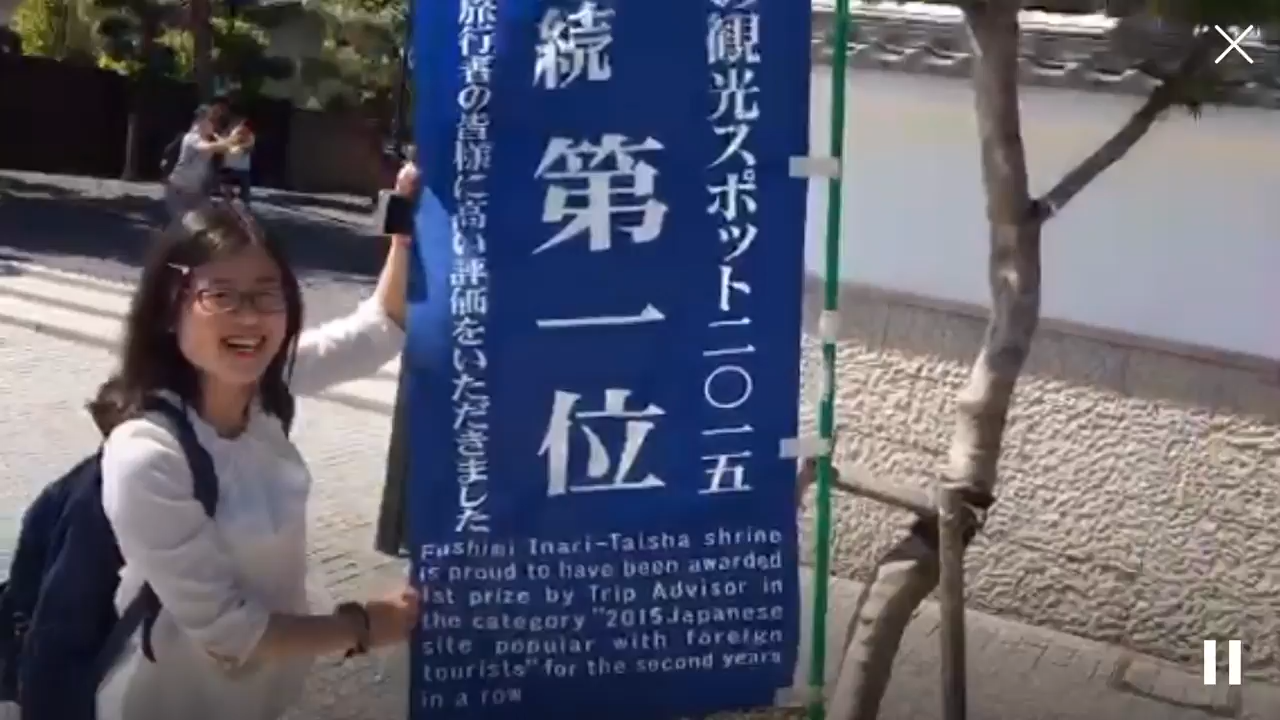 の観光スポット二〇一五
続第一位
旅行者の皆様に高い評価をいただきました
Fushimi Inari-Taisha shrine
is proud to have been awarded
1st prize by Trip Advisor in
the category "2015Japanese
site popular with foreign
tourists" for the second years
in a row